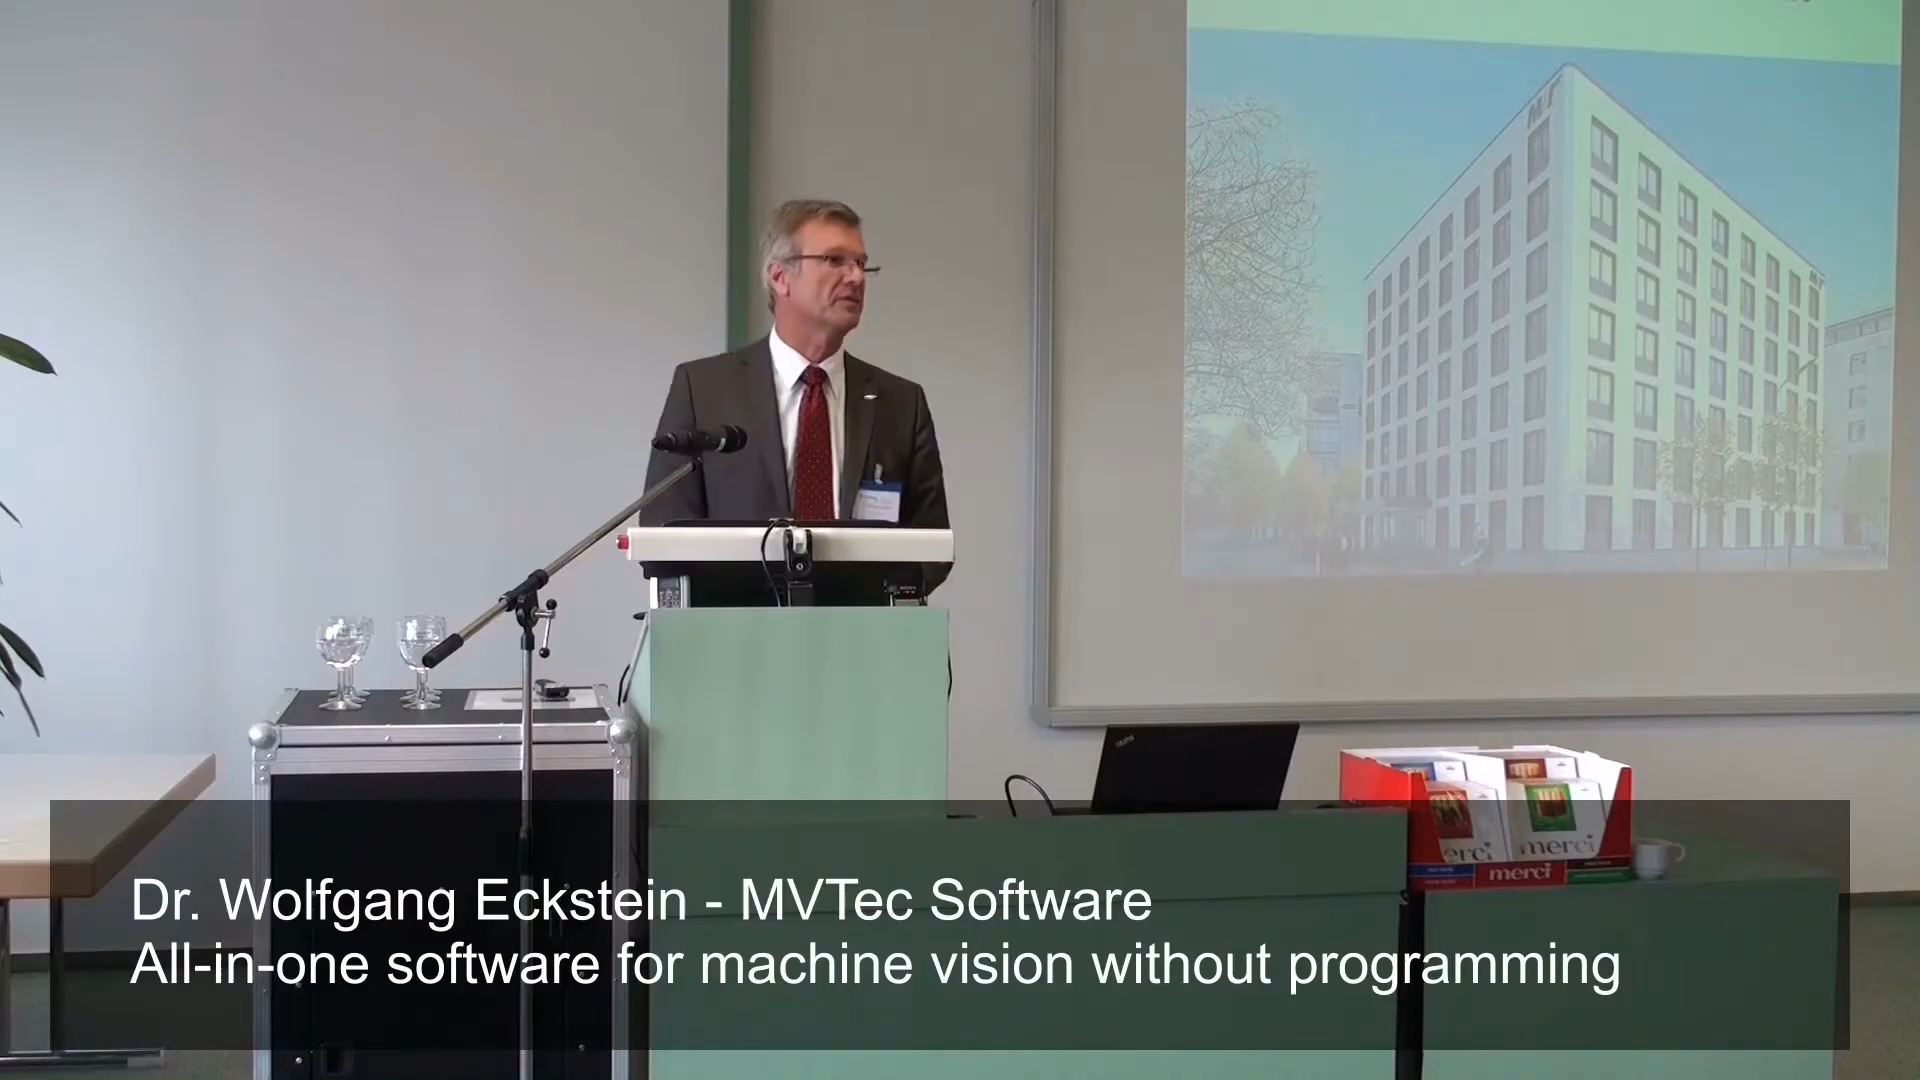 merci
merci
merci
Dr. Wolfgang Eckstein - MVTec Software
All-in-one software for machine vision without programming